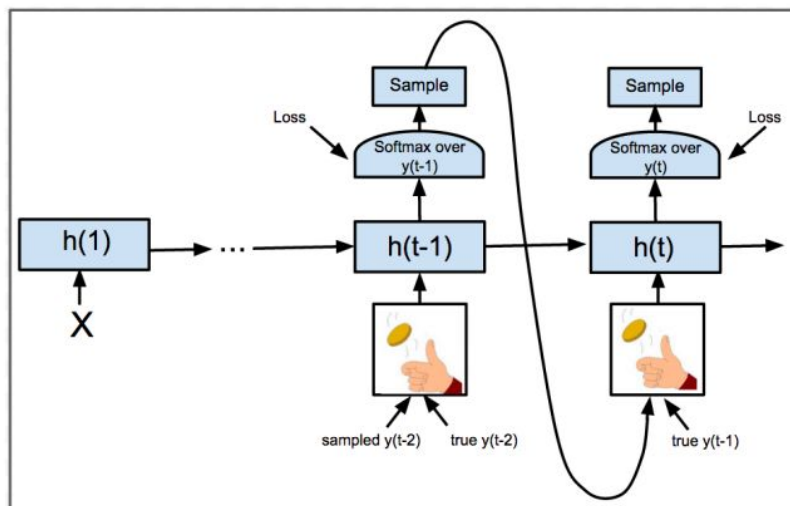 Sample
Sample
Loss
Loss
Softmax over
y(t-1)
Softmax over
y(t)
h(1)
...
h(t-1)
h(t)
X
sampled y(t-2)
true y(t-2)
true y(t-1)